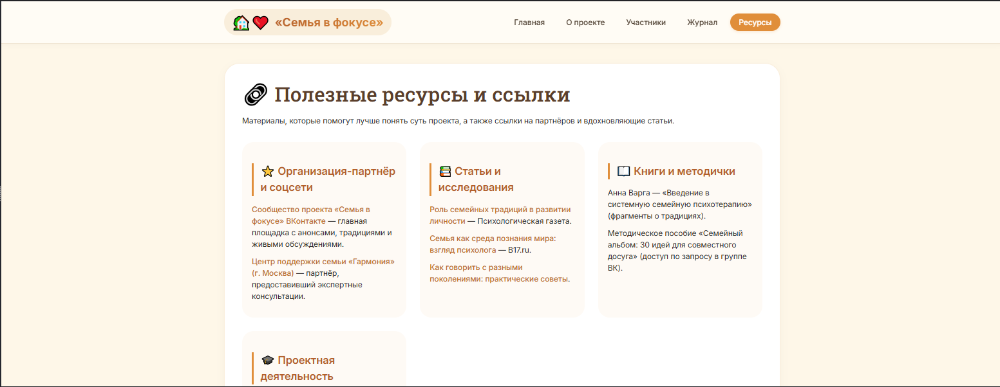 «Семья в фокусе»
Главная
О проекте
Участники
Журнал
Ресурсы
Полезные ресурсы и ссылки
Материалы, которые помогут лучше понять суть проекта, а также ссылки на партнёров и вдохновляющие статьи.
Организация-партнёр
и соцсети
Сообщество проекта «Семья в
фокусе» ВКонтакте — главная
площадка с анонсами, традициями и
живыми обсуждениями.
Центр поддержки семьи «Гармония»
(г. Москва) — партнёр,
предоставивший экспертные
консультации.
Статьи и
исследования
Роль семейных традиций в развитии
личности — Психологическая газета.
Семья как среда познания мира:
взгляд психолога — B17.ru.
Как говорить с разными
поколениями: практические советы.
Книги и методички
Анна Варга — «Введение в
системную семейную психотерапию»
(фрагменты о традициях).
Методическое пособие «Семейный
альбом: 30 идей для совместного
досуга» (доступ по запросу в группе
ВК).
Проектная
деятельность